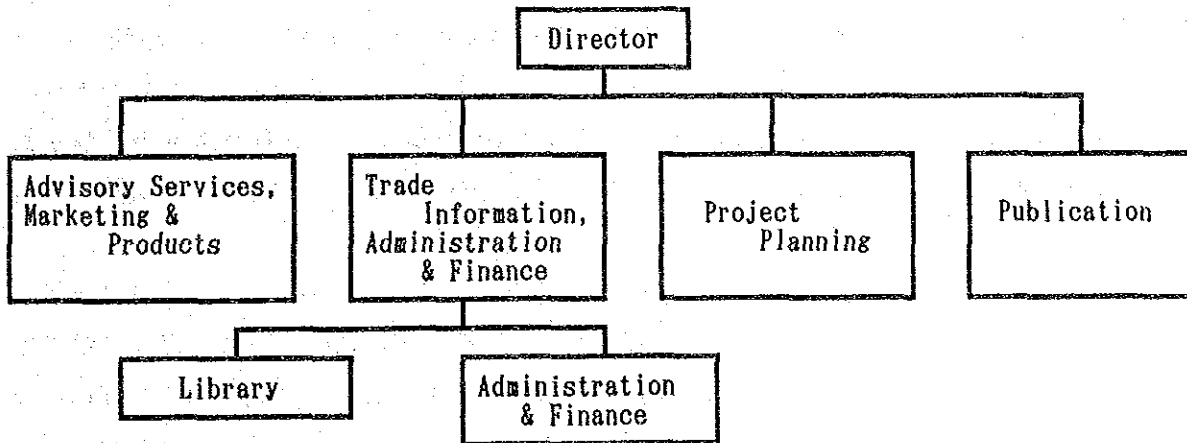 Director
Advisory Services,
Marketing &
Products
Trade
Information,
Administration
& Finance
Project
Planning
Publication
Library
Administration
& Finance